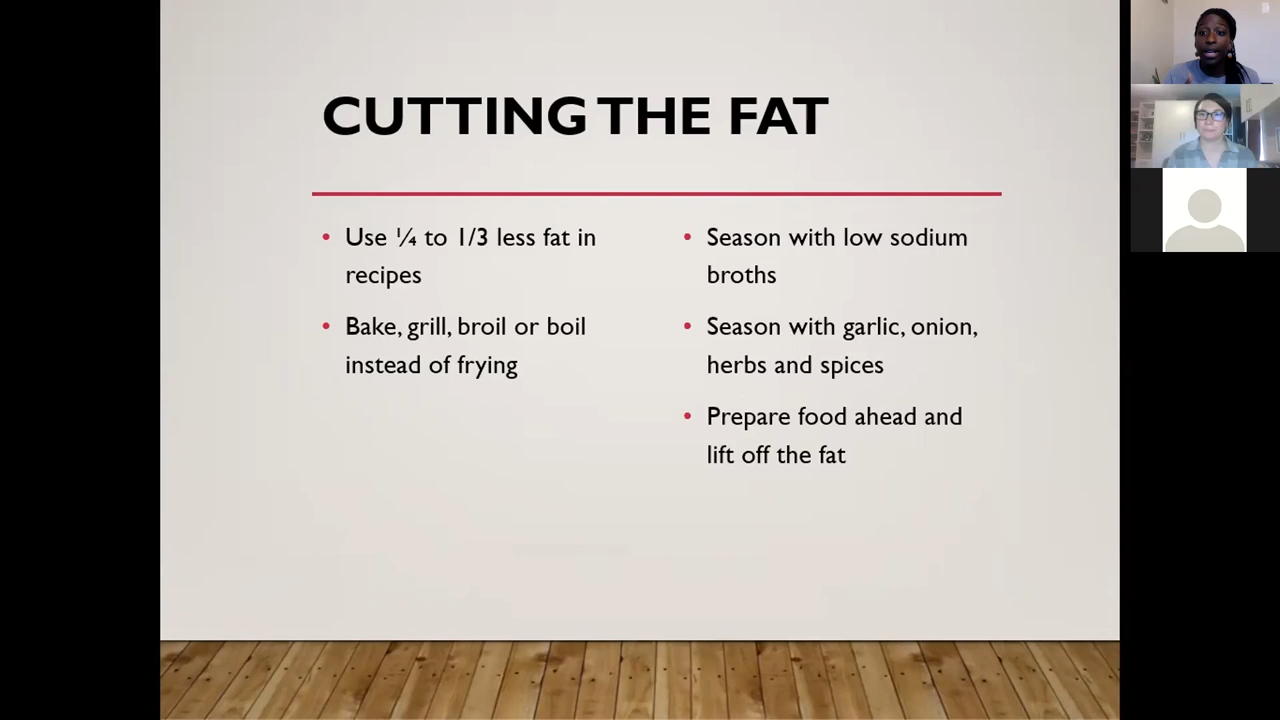 CUTTING THE FAT
• Use ¼ to 1/3 less fat in
recipes
• Bake, grill, broil or boil
instead of frying
• Season with low sodium
broths
• Season with garlic, onion,
herbs and spices
• Prepare food ahead and
lift off the fat